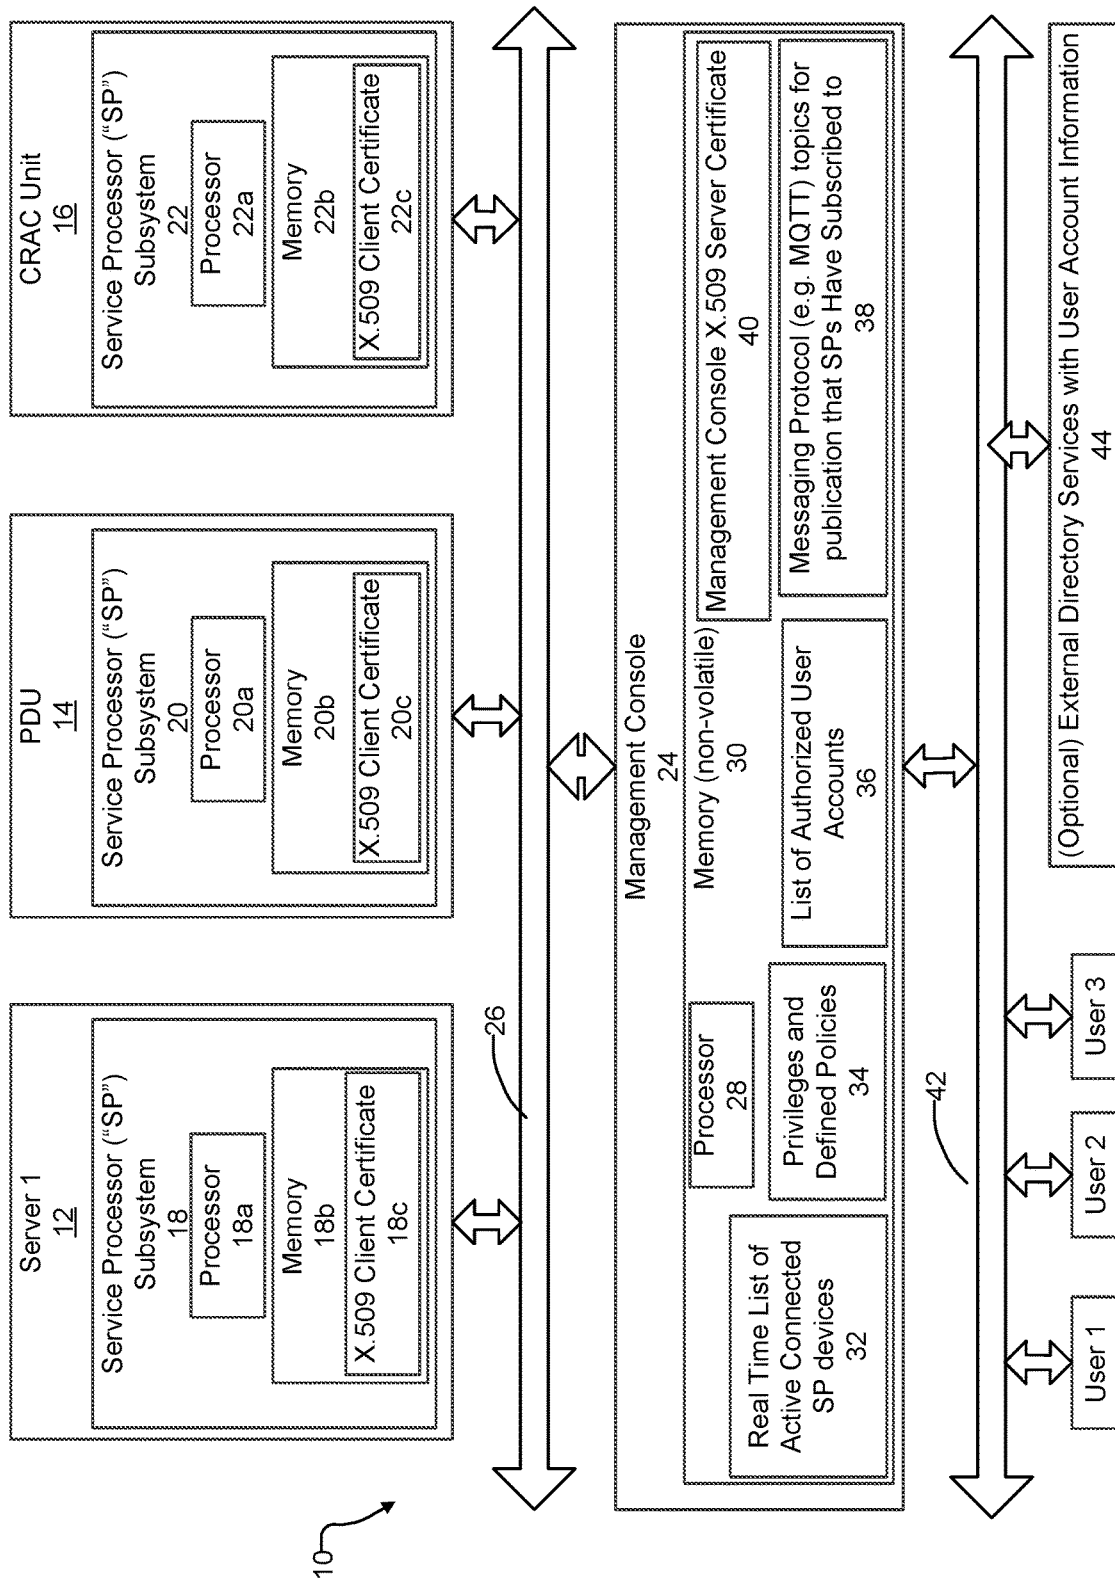 10
Server 1
12
Service Processor ("SP")
Subsystem
18
Processor
18a
Memory
18b
X.509 Client Certificate
18c
PDU
14
Service Processor ("SP")
Subsystem
20
Processor
20a
Memory
20b
X.509 Client Certificate
20c
CRAC Unit
16
Service Processor ("SP")
Subsystem
22
Processor
22a
Memory
22b
X.509 Client Certificate
22c
26
Management Console
24
Processor
28
Memory (non-volatile)
30
Management Console X.509 Server Certificate
40
Real Time List of
Active Connected
SP devices
32
Privileges and
Defined Policies
34
List of Authorized User
Accounts
36
Messaging Protocol (e.g. MQTT) topics for
publication that SPs Have Subscribed to
38
42
User 1
User 2
User 3
(Optional) External Directory Services with User Account Information
44